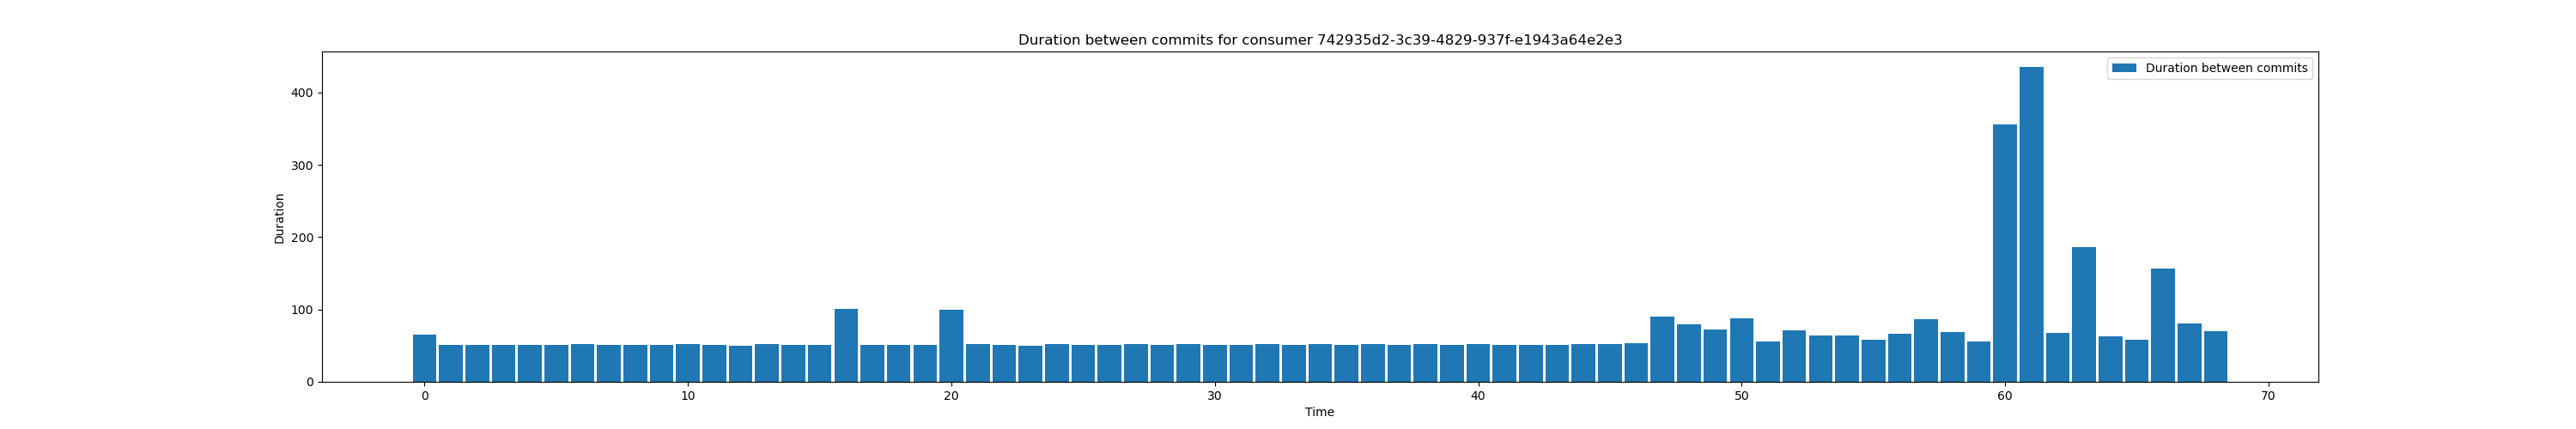 Duration between commits for consumer 742935d2-3c39-4829-937f-e1943a64e2e3
Duration between commits
400
300
200
100
0
Duration
0 10 20 30 40 50 60 70
Time